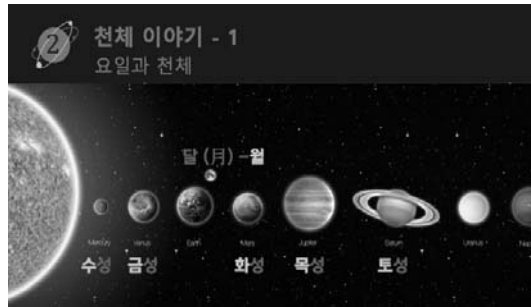 2
천체 이야기 - 1
요일과 천체
달 (月) -월
Mercury Venus Earth Mars Jupiter Saturn Uranus
수성 금성 화성 목성 토성